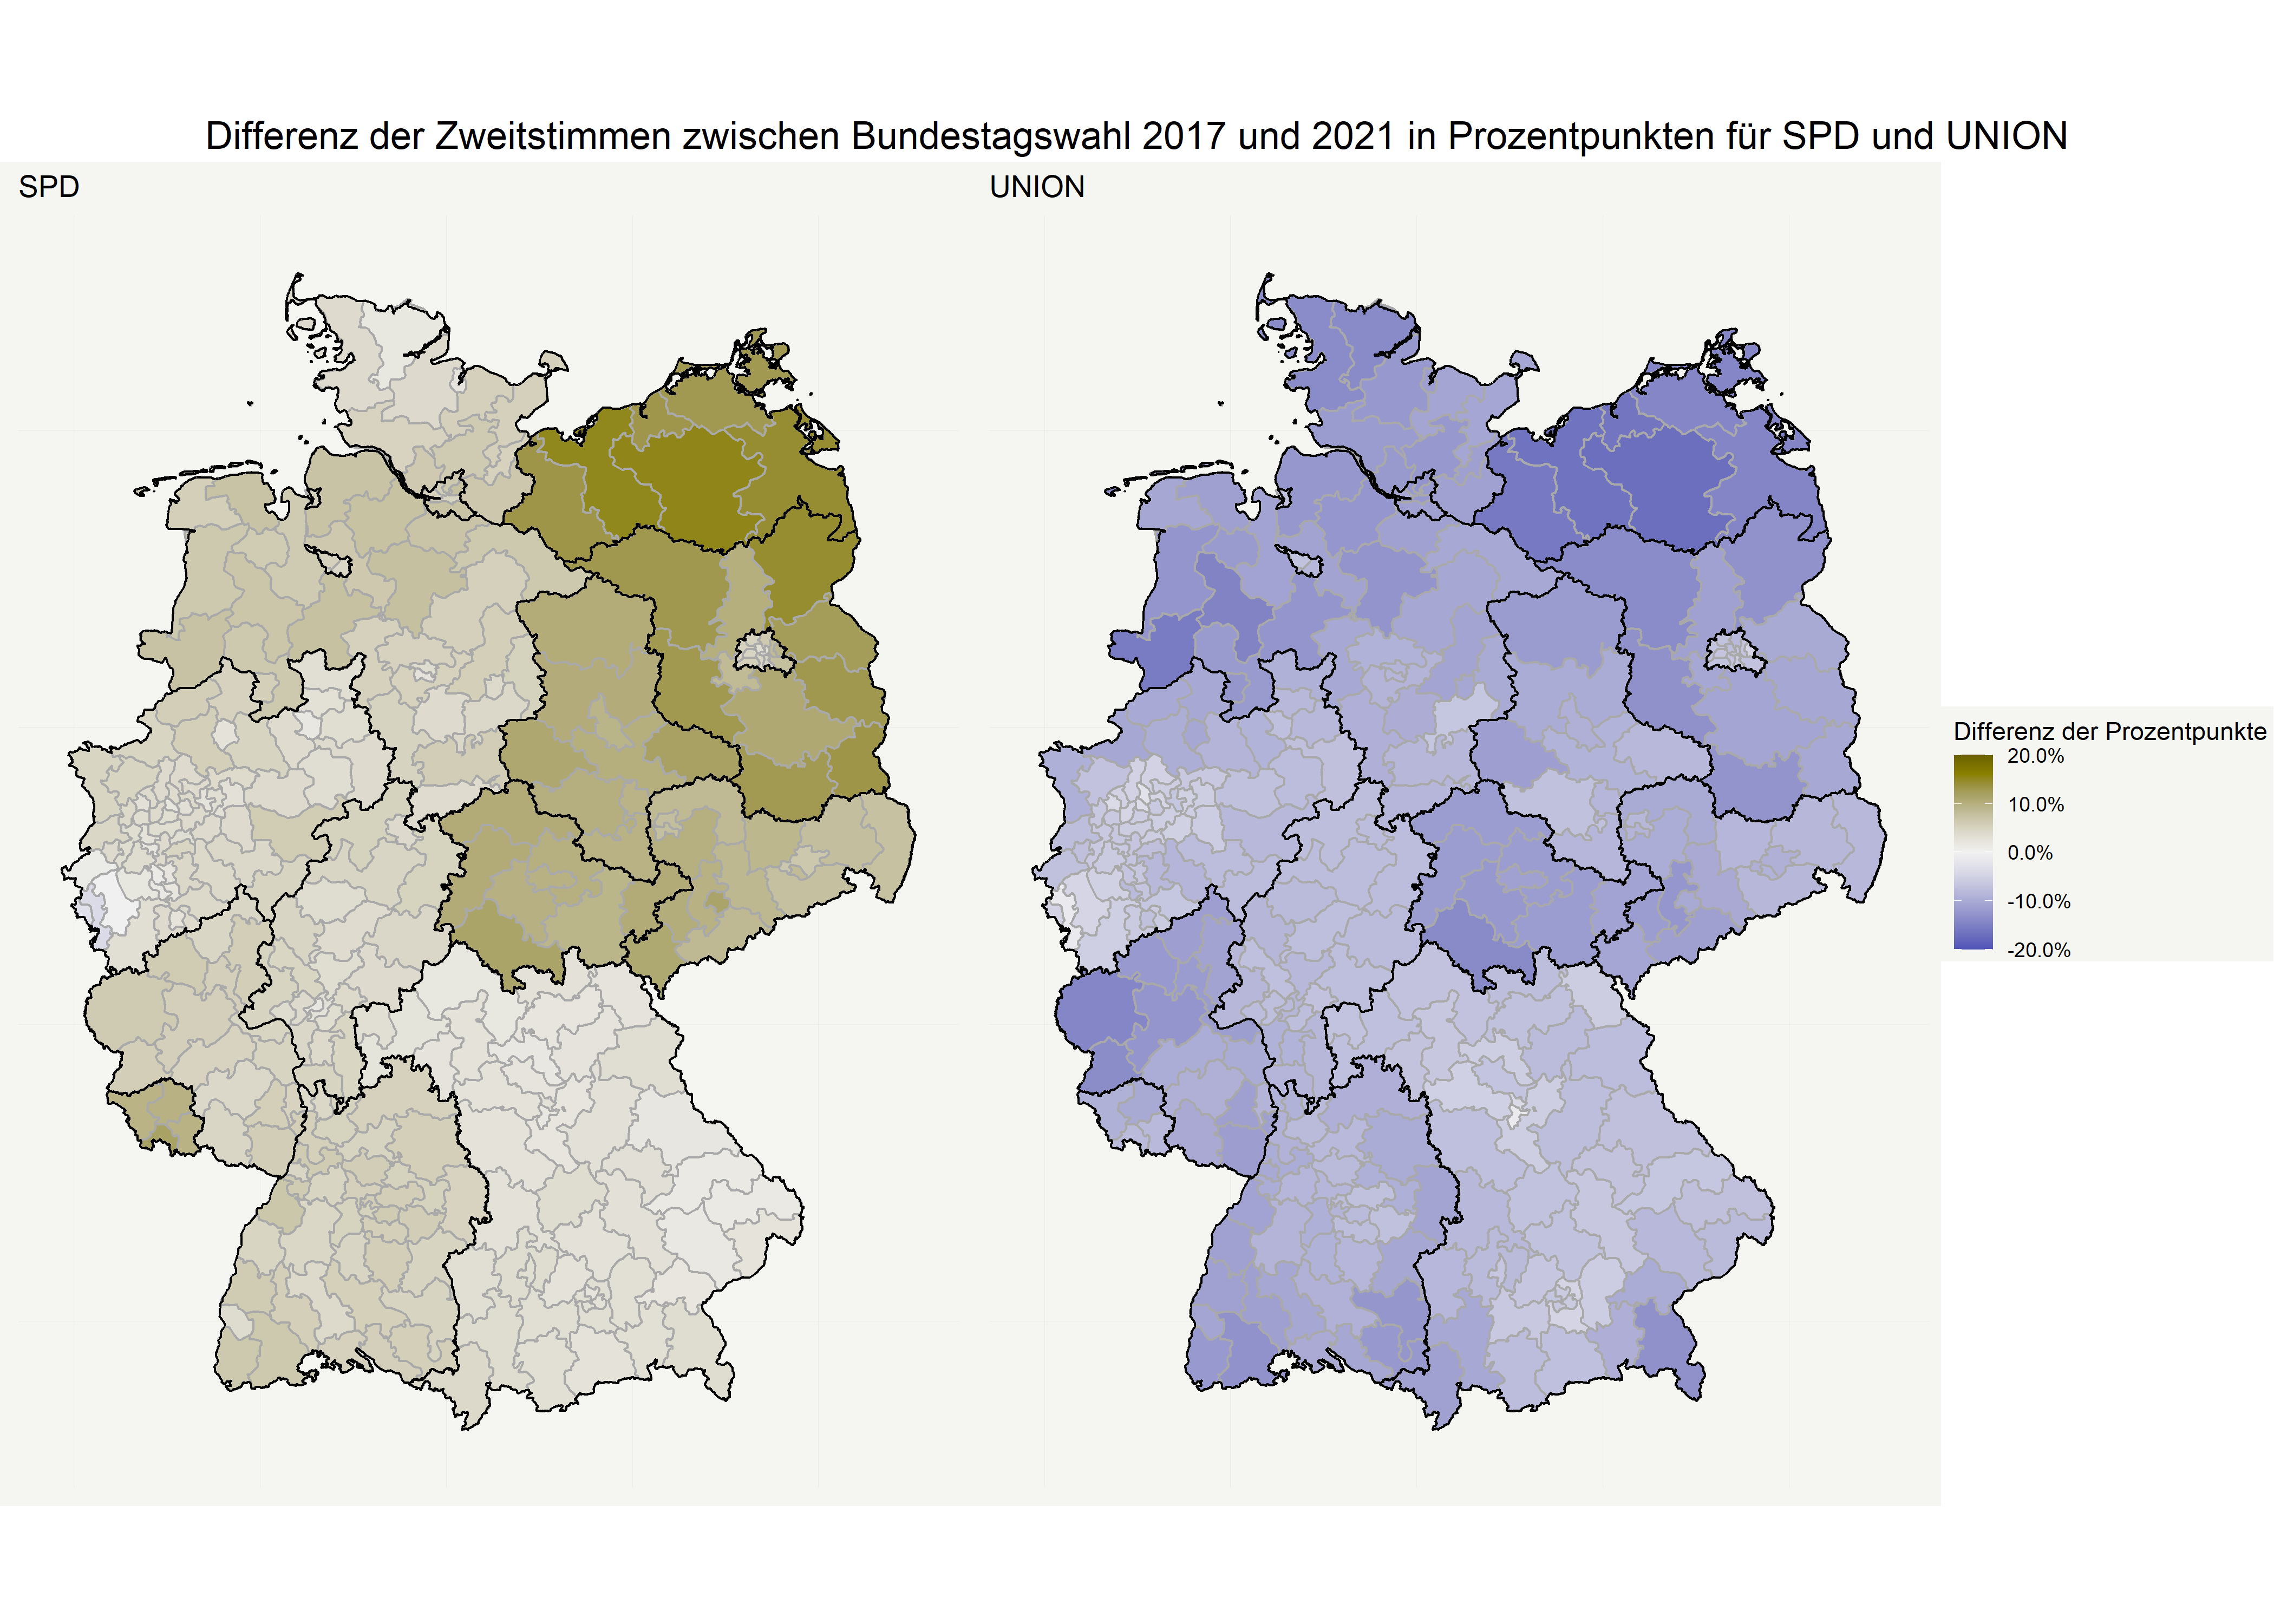 Differenz der Zweitstimmen zwischen Bundestagswahl 2017 und 2021 in Prozentpunkten für SPD und UNION
SPD
UNION
Differenz der Prozentpunkte
20.0%
10.0%
0.0%
-10.0%
-20.0%